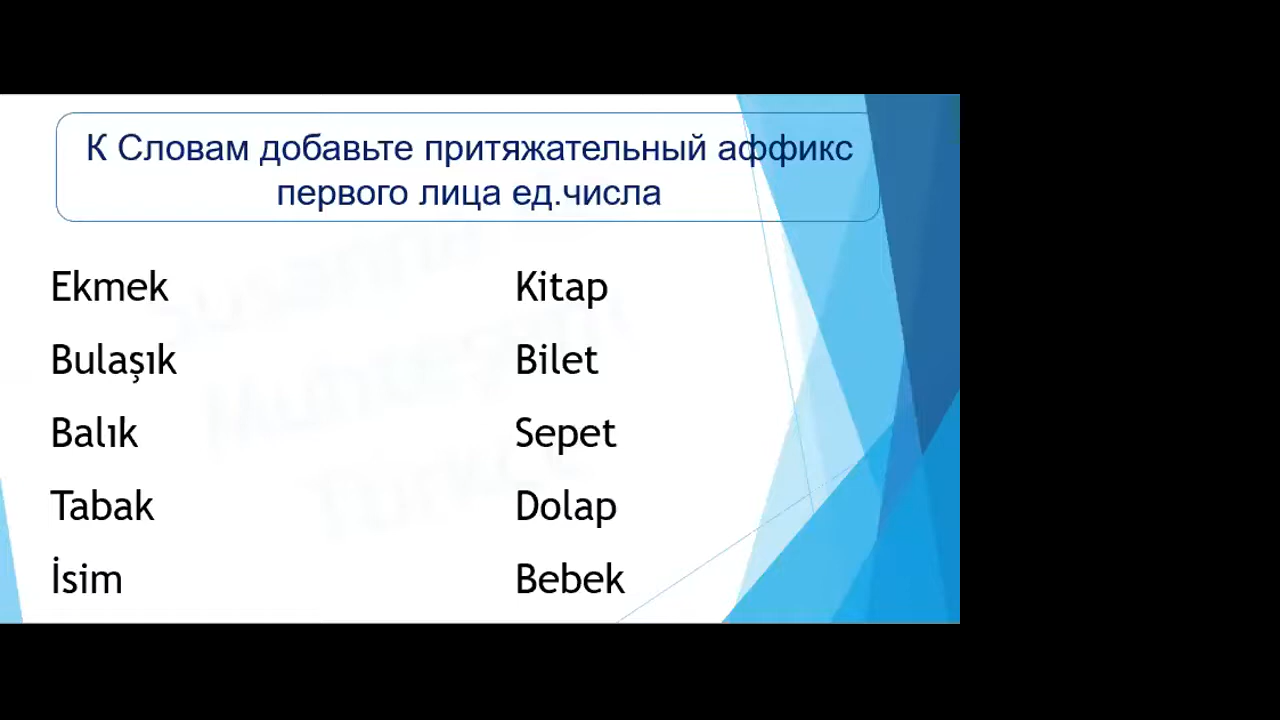 К Словам добавьте притяжательный аффикс
первого лица ед.числа
Ekmek
Bulaşık
Balık
Tabak
İsim
Kitap
Bilet
Sepet
Dolap
Bebek